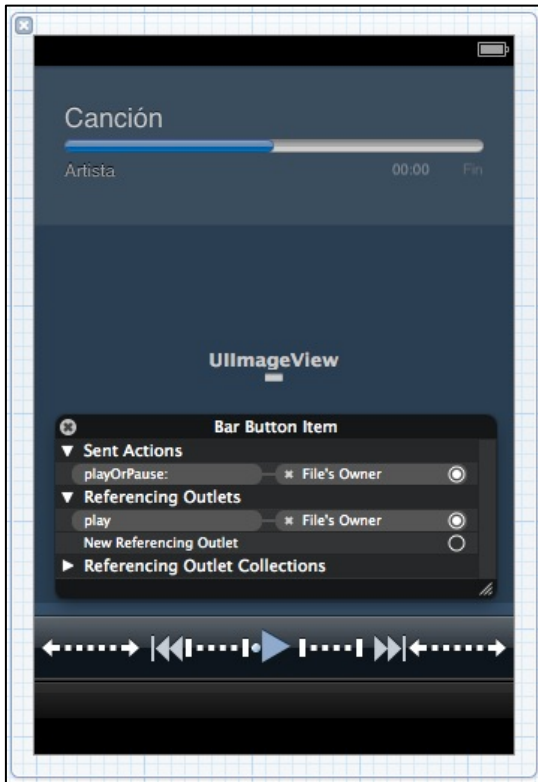 Canción
Artista 00:00 Fin
UIImageView
Bar Button Item
Sent Actions
playOrPause: File's Owner
Referencing Outlets
play File's Owner
New Referencing Outlet
Referencing Outlet Collections